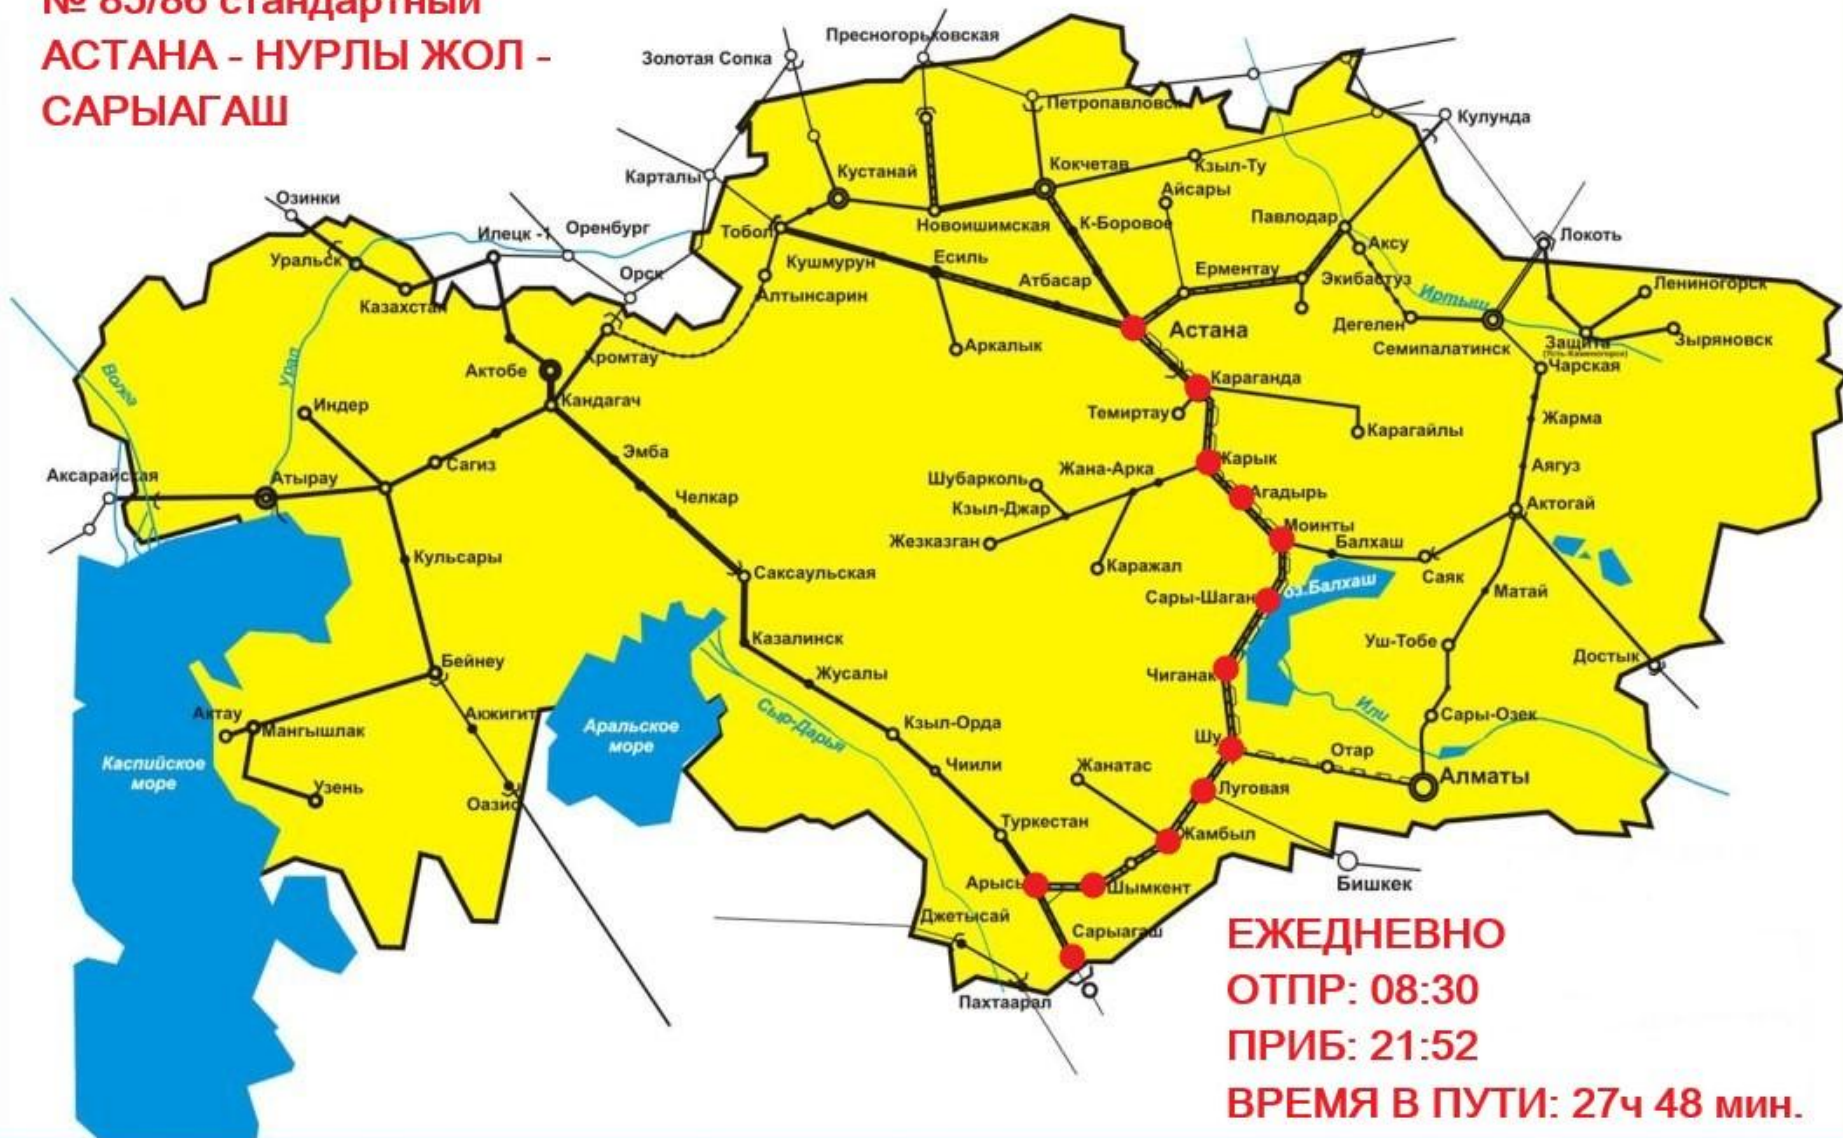 № 85/86 стандартный
АСТАНА - НУРЛЫ ЖОЛ -
САРЫАГАШ
Пресногорьковская
Золотая Сопка
Петропавловск
Кулунда
Карталы
Кустанай
Кокчетав
Кзыл-Ту
Айсары
Озинки
Илецк -1
Оренбург
Тобол
Новоишимская
К-Боровое
Павлодар
Аксу
Локоть
Уральск
Орск
Кушмурун
Есиль
Атбасар
Ерментау
Экибастуз
Лениногорск
Казахстан
Алтынсарин
Иртыш
Хромтау
Аркалык
Астана
Дегелен
Семипалатинск
Защита
(Усть-Каменогорск)
Зыряновск
Чарская
Волга
Урал
Актобе
Караганда
Индер
Кандагач
Темиртау
Карагайлы
Жарма
Аксарайская
Атырау
Сагиз
Эмба
Шубарколь
Жана-Арка
Жарык
Аягуз
Челкар
Кзыл-Джар
Агадырь
Актогай
Жезказган
Моинты
Балхаш
Кульсары
Саксаульская
Каражал
Саяк
Сары-Шаган
оз.Балхаш
Матай
Казалинск
Уш-Тобе
Бейнеу
Жусалы
Чиганак
Достык
Актау
Мангышлак
Акжигит
Аральское
море
Сыр-Дарья
Кзыл-Орда
Или
Сары-Озек
Каспийское
море
Узень
Оазис
Чиили
Жанатас
Шу
Отар
Алматы
Луговая
Туркестан
Жамбыл
Арысь
Шымкент
Бишкек
Джетысай
Сарыагаш
Пахтаарал
ЕЖЕДНЕВНО
ОТПР: 08:30
ПРИБ: 21:52
ВРЕМЯ В ПУТИ: 27ч 48 мин.